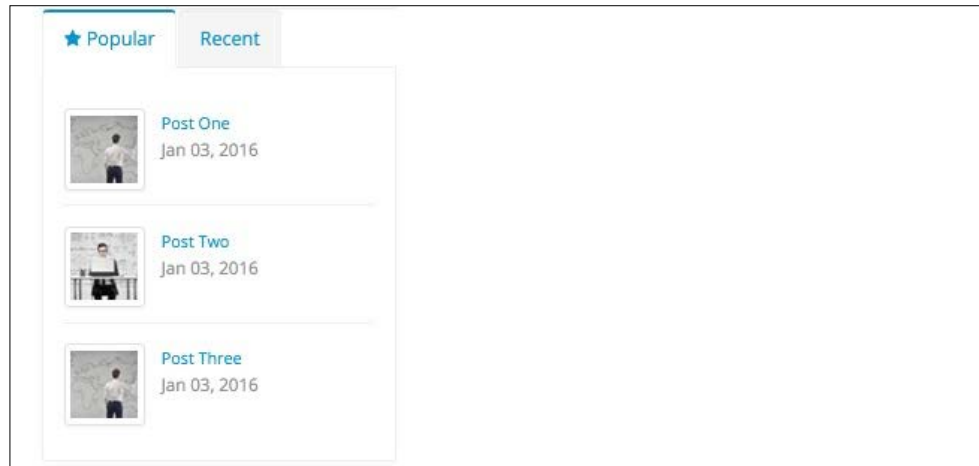 Popular
Recent
Post One
Jan 03, 2016
Post Two
Jan 03, 2016
Post Three
Jan 03, 2016